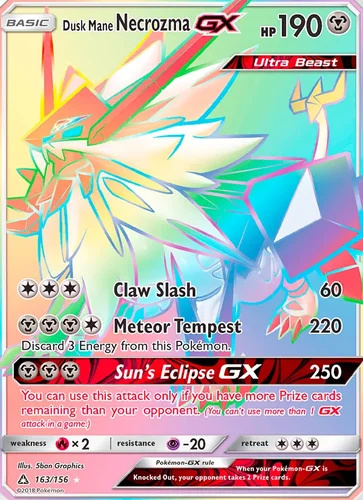 BASIC Dusk Mane Necrozma GX HP 190
Ultra Beast
Claw Slash 60
Meteor Tempest 220
Discard 3 Energy from this Pokémon.
Sun's Eclipse GX 250
You can use this attack only if you have more Prize cards
remaining than your opponent. (You can't use more than 1 GX
attack in a game.)
weakness ×2 resistance -20 retreat
Illus. 5ban Graphics
163/156
©2018 Pokémon
Pokémon-GX rule
When your Pokémon-GX is
Knocked Out, your opponent takes 2 Prize cards.